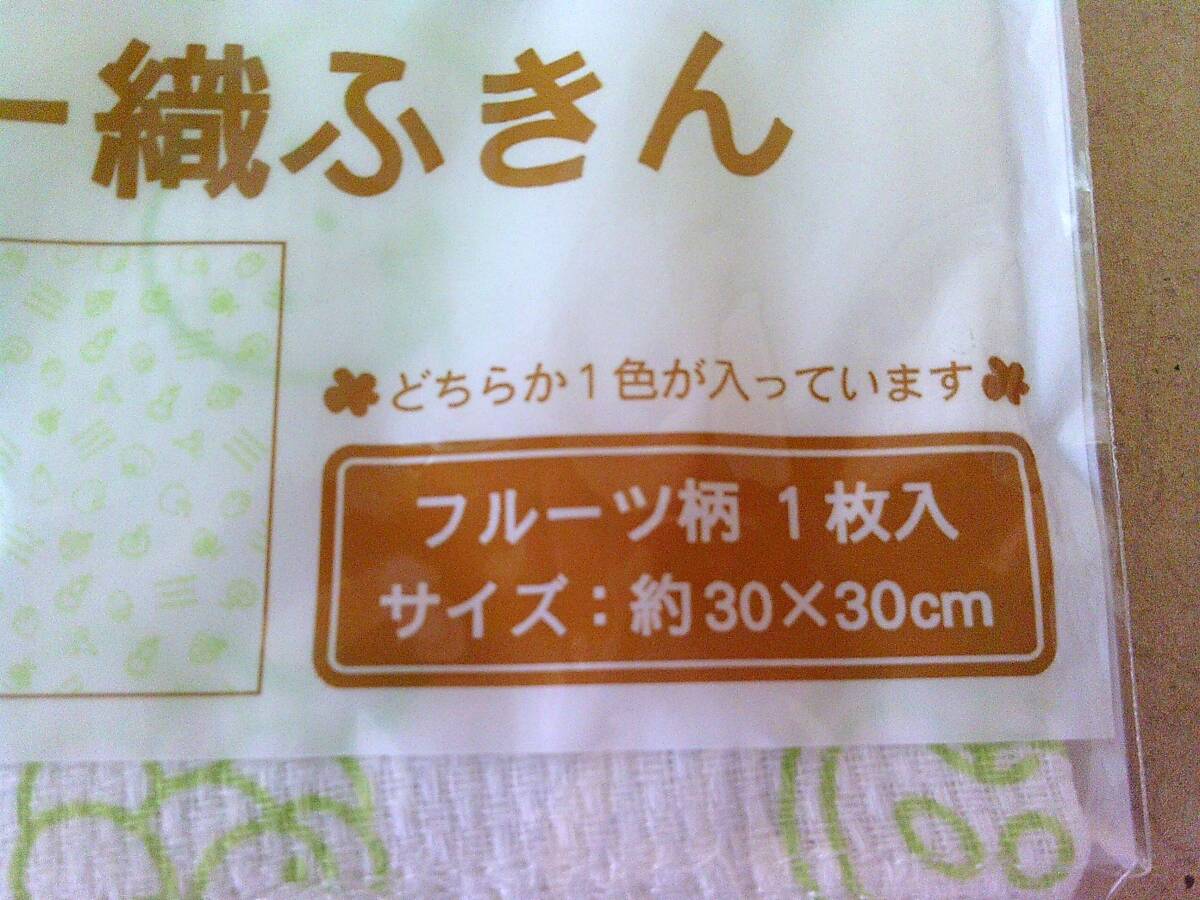 ー織ふきん
どちらか1色が入っています
フルーツ柄 1枚入
サイズ：約30×30cm